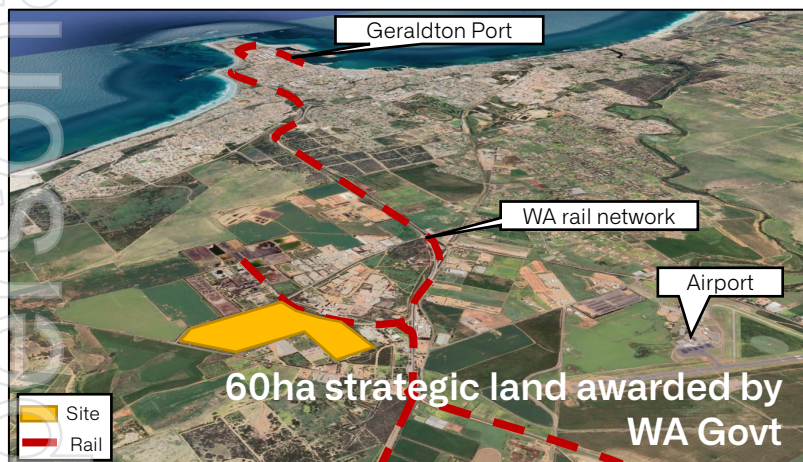 Geraldton Port
WA rail network
Airport
60ha strategic land awarded by
WA Govt
Site
Rail